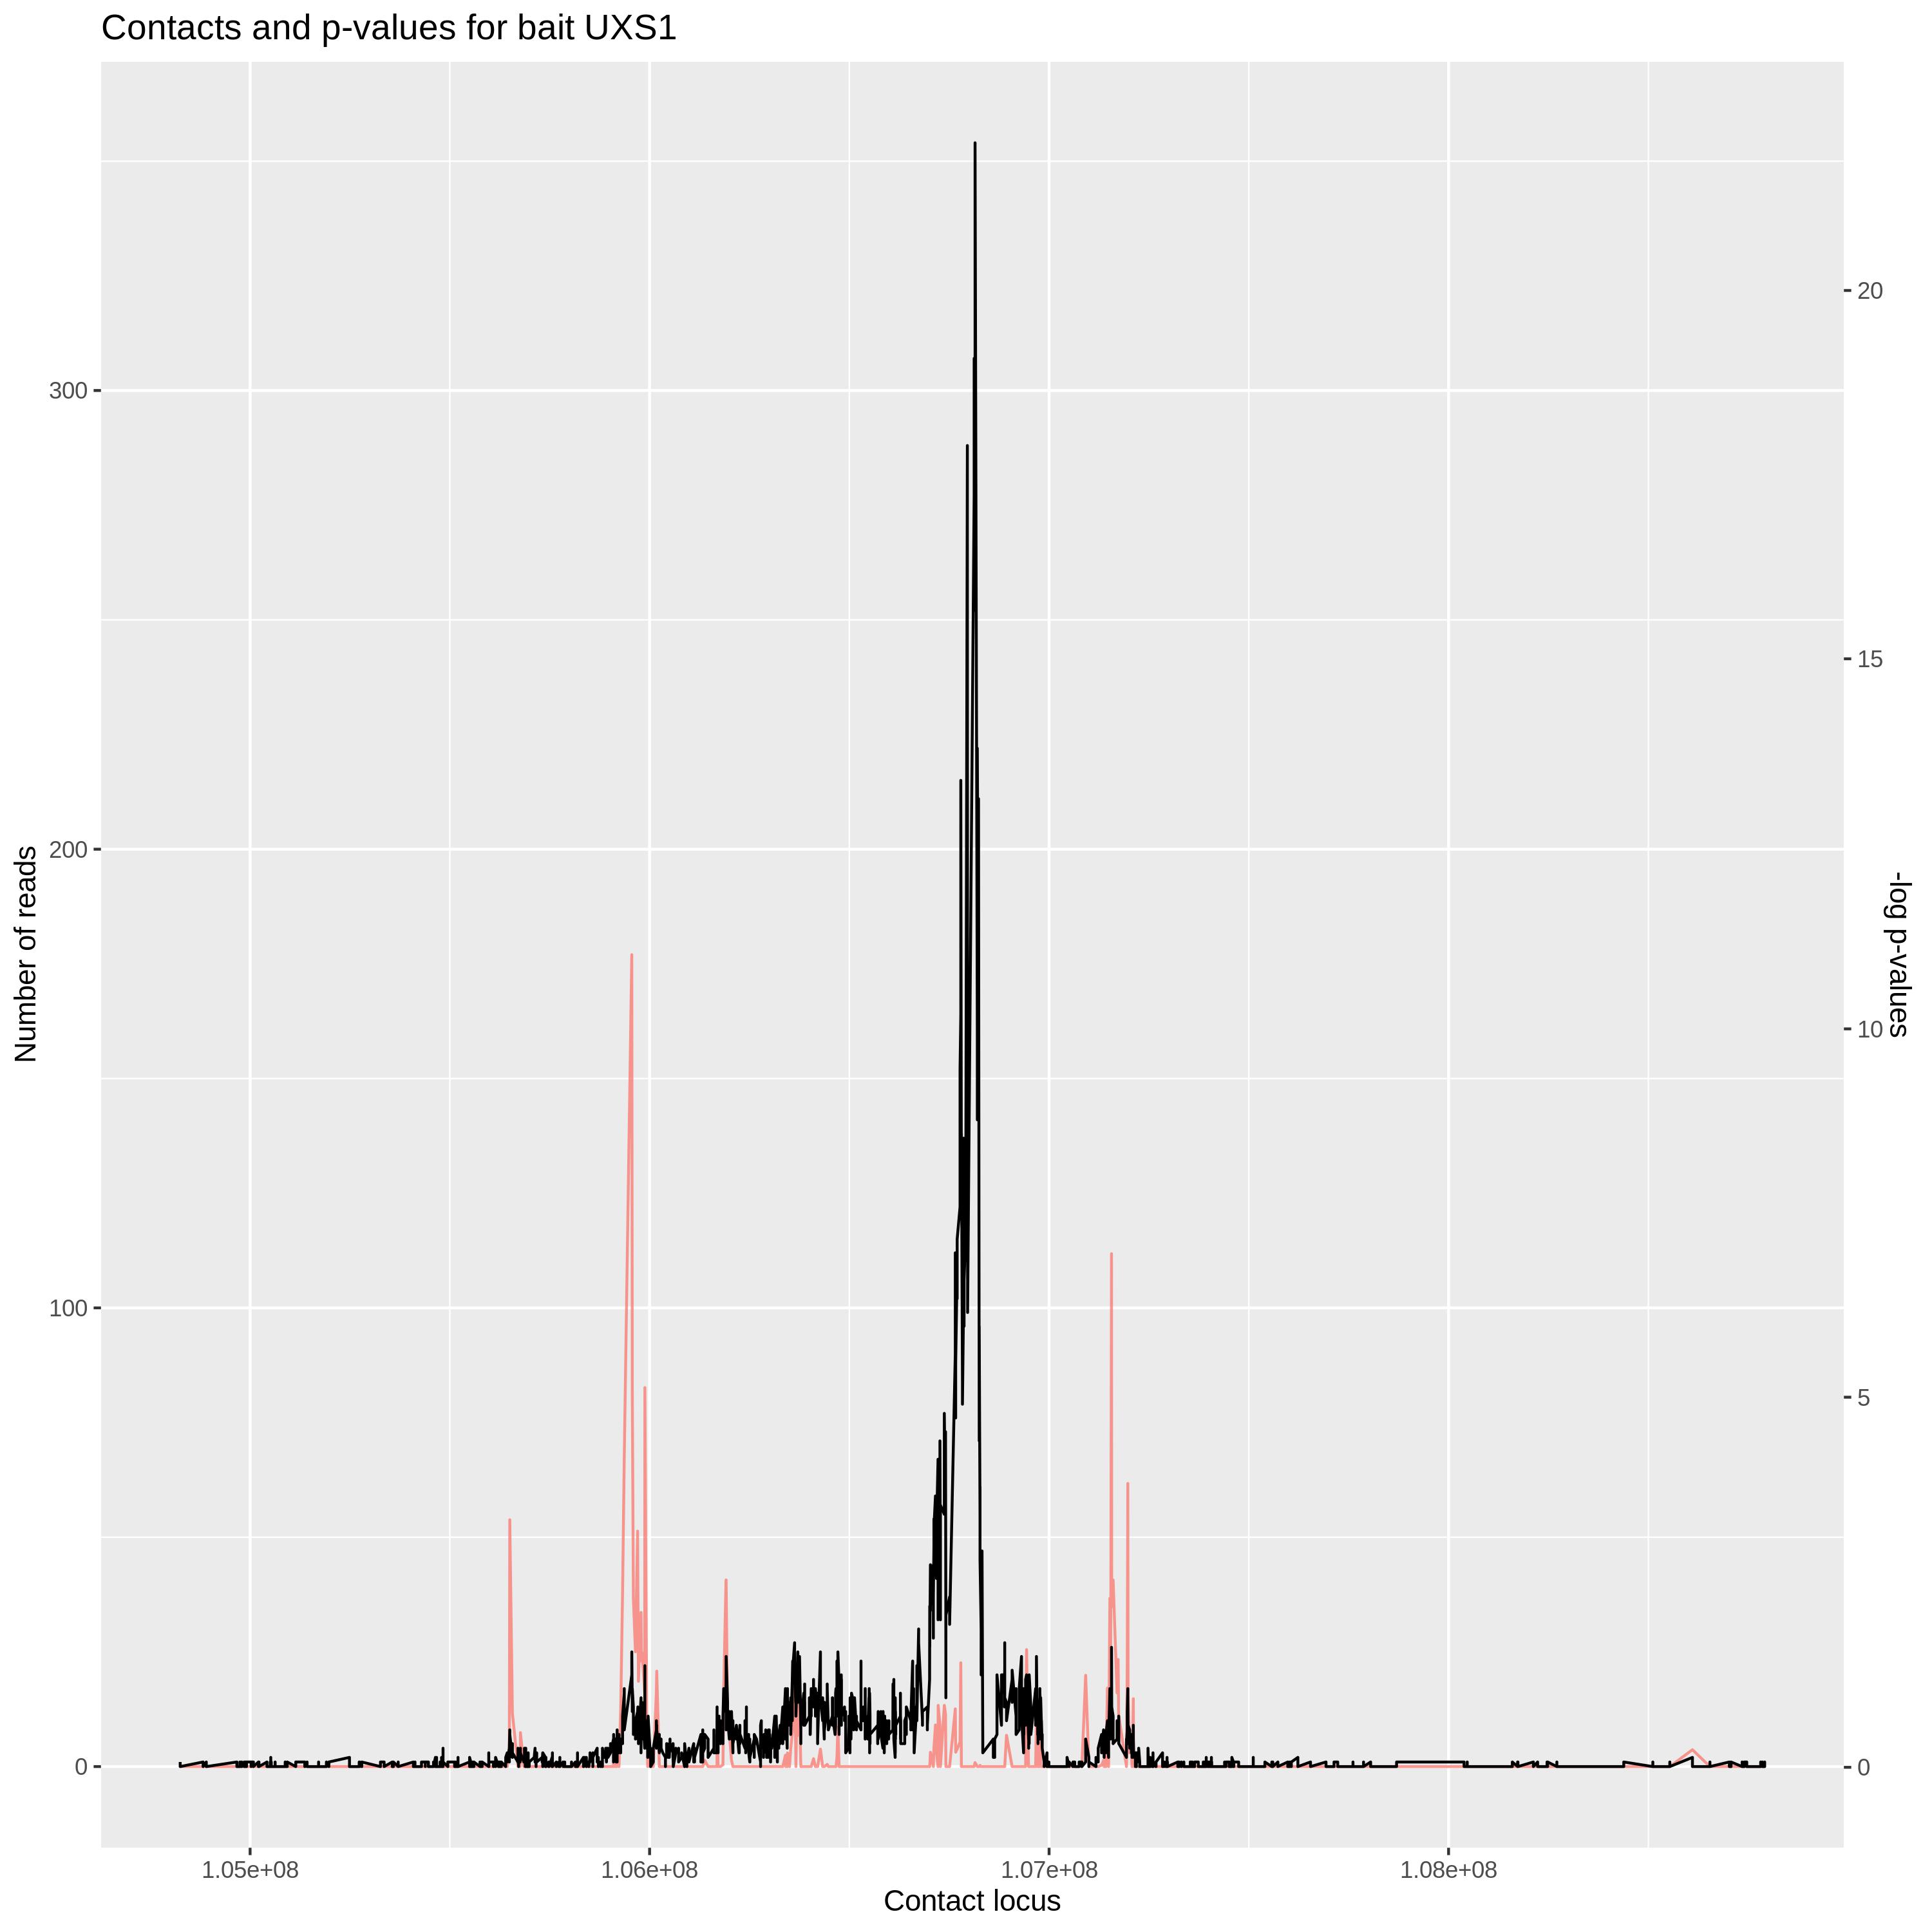 Contacts and p-values for bait UXS1
Number of reads
300
200
100
0
20
15
10
5
0
-log p-values
1.05e+08
1.06e+08
1.07e+08
1.08e+08
Contact locus